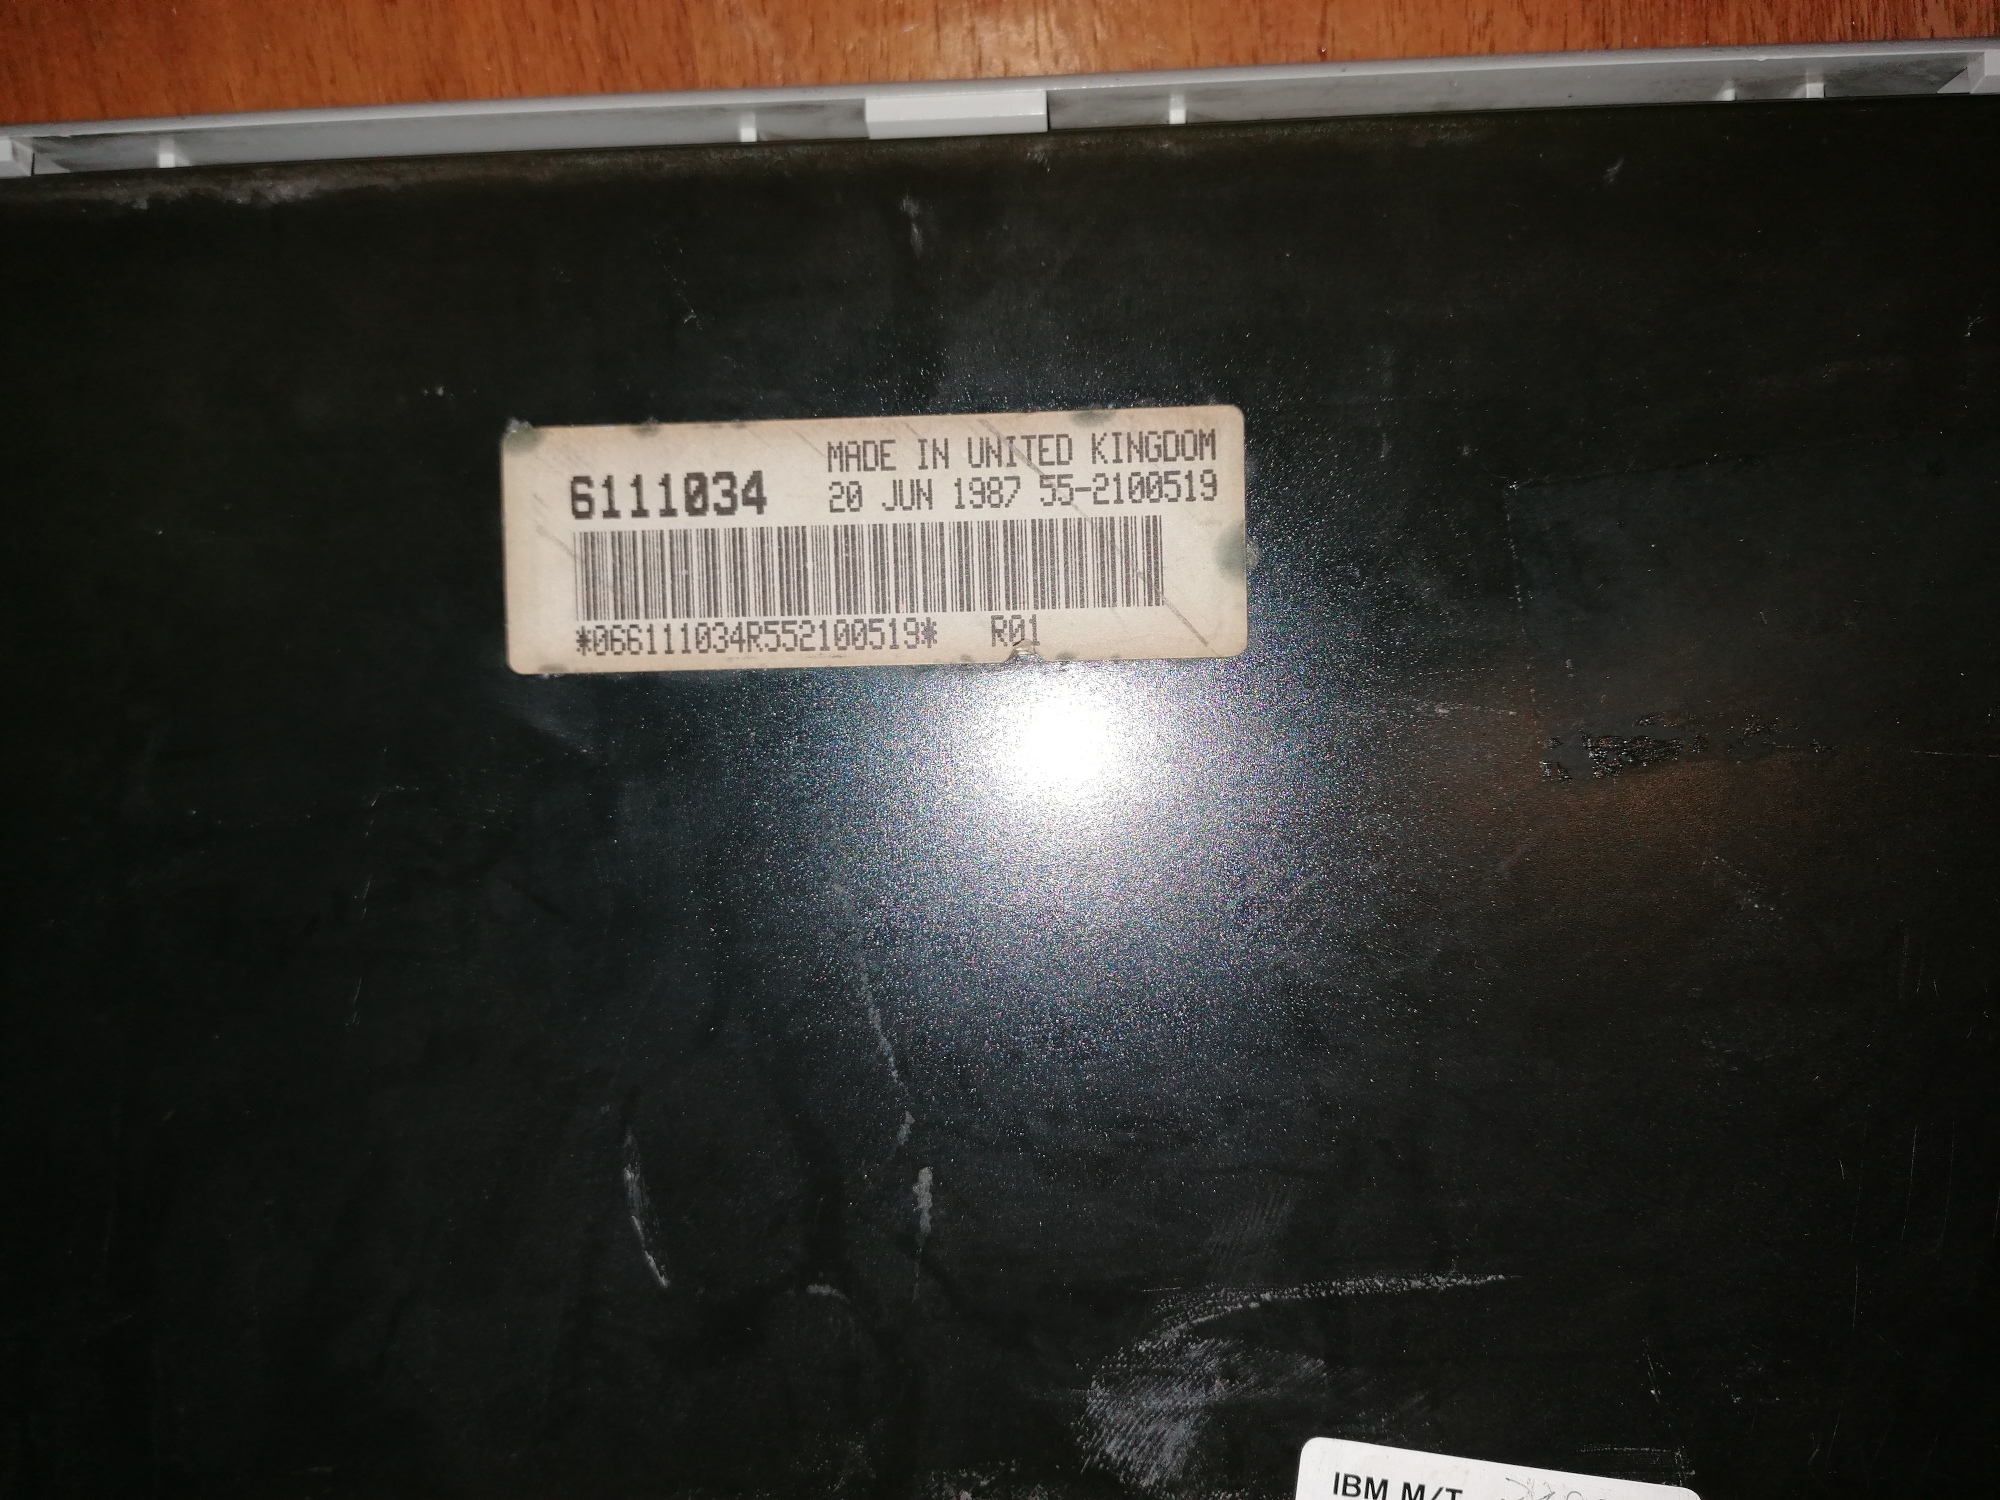 MADE IN UNITED KINGDOM
6111034 20 JUN 1987 55-2100519
*066111034R552100519* R01
IBM M/T